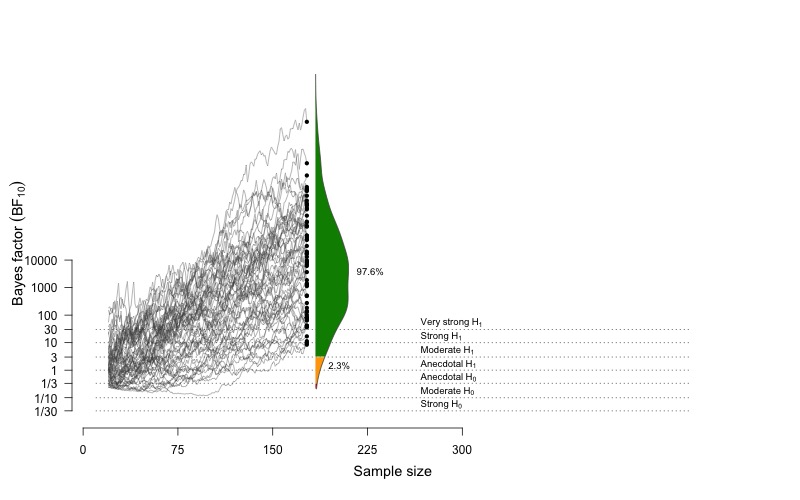 Bayes factor (BF₁₀)
10000
1000
100
30
10
3
1
1/3
1/10
1/30
97.6%
2.3%
Very strong H₁
Strong H₁
Moderate H₁
Anecdotal H₁
Anecdotal H₀
Moderate H₀
Strong H₀
0 75 150 225 300
Sample size